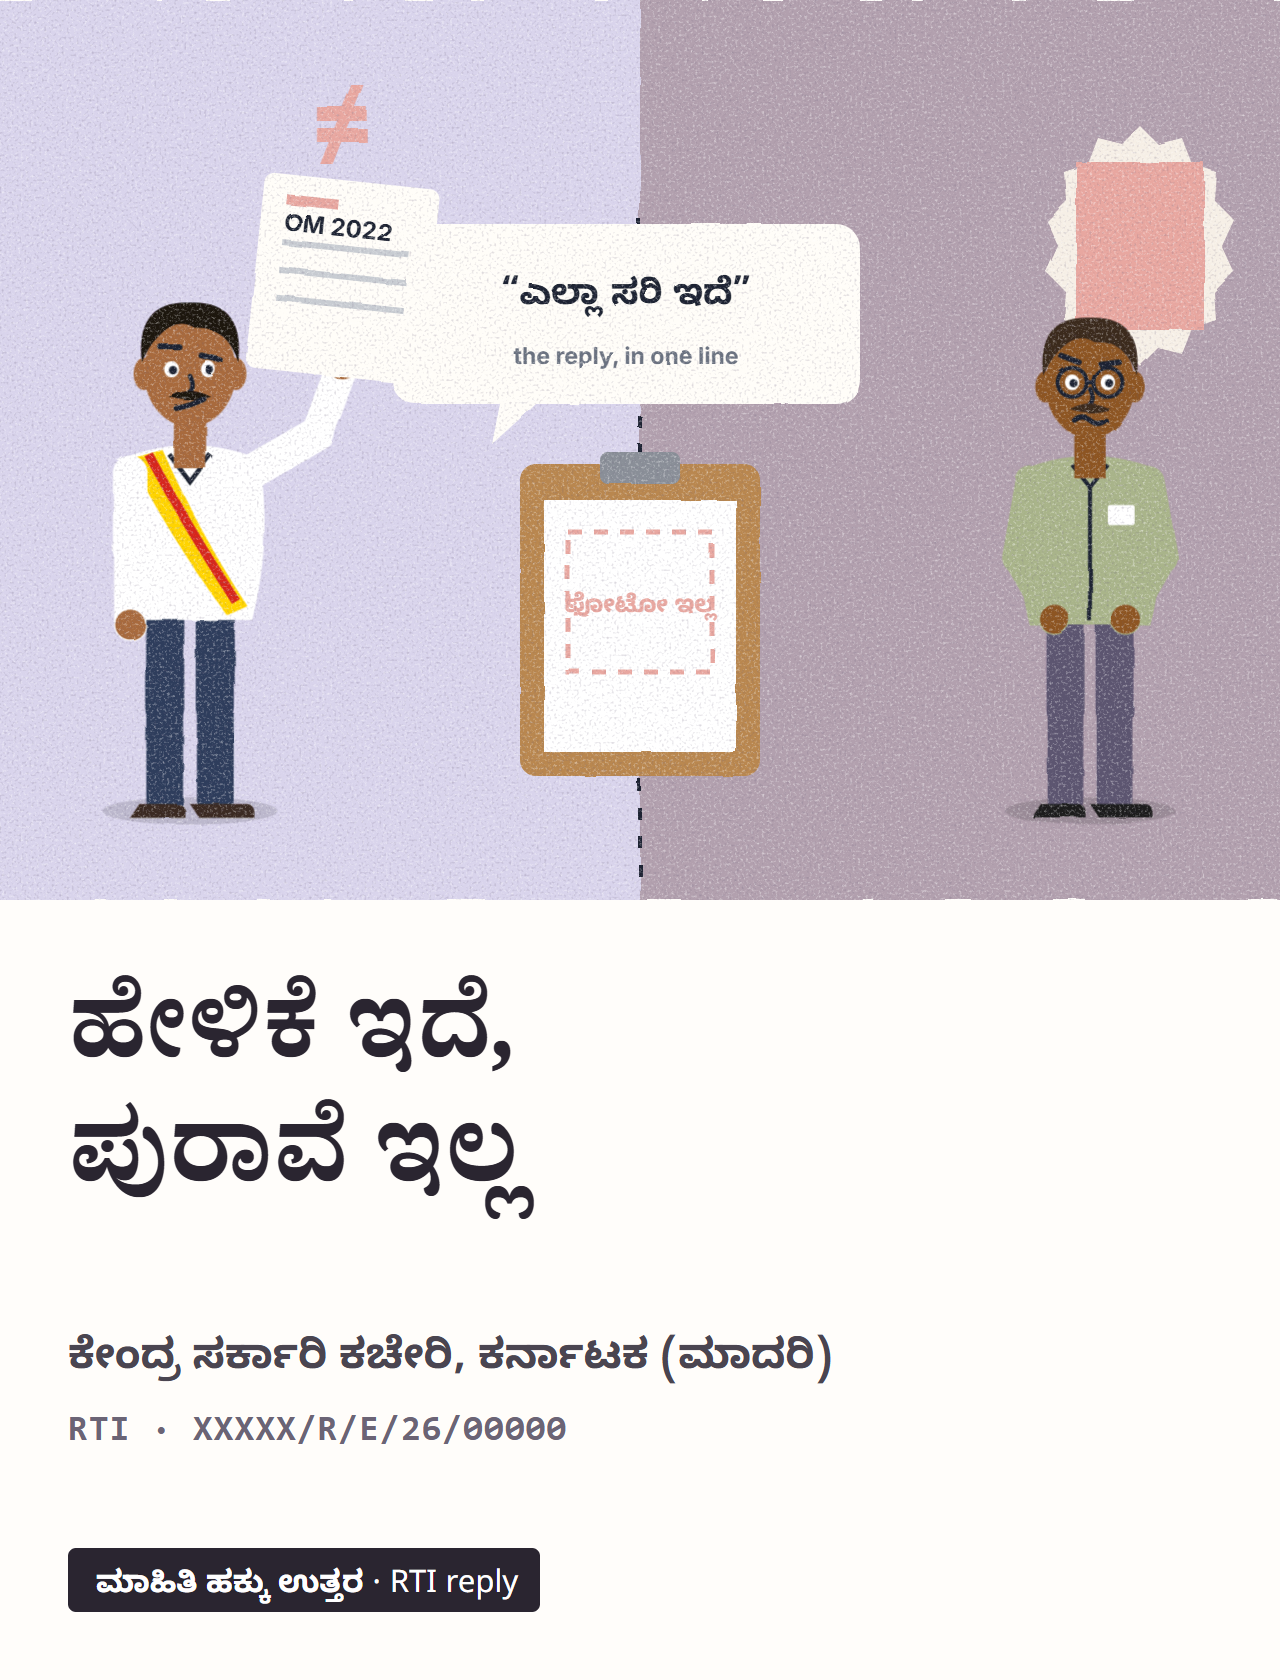 ≠
OM 2022
“ಎಲ್ಲಾ ಸರಿ ಇದೆ”
the reply, in one line
ಫೋಟೋ ಇಲ್ಲ
ಹೇಳಿಕೆ ಇದೆ,
ಪುರಾವೆ ಇಲ್ಲ
ಕೇಂದ್ರ ಸರ್ಕಾರಿ ಕಚೇರಿ, ಕರ್ನಾಟಕ (ಮಾದರಿ)
RTI · XXXXX/R/E/26/00000
ಮಾಹಿತಿ ಹಕ್ಕು ಉತ್ತರ · RTI reply